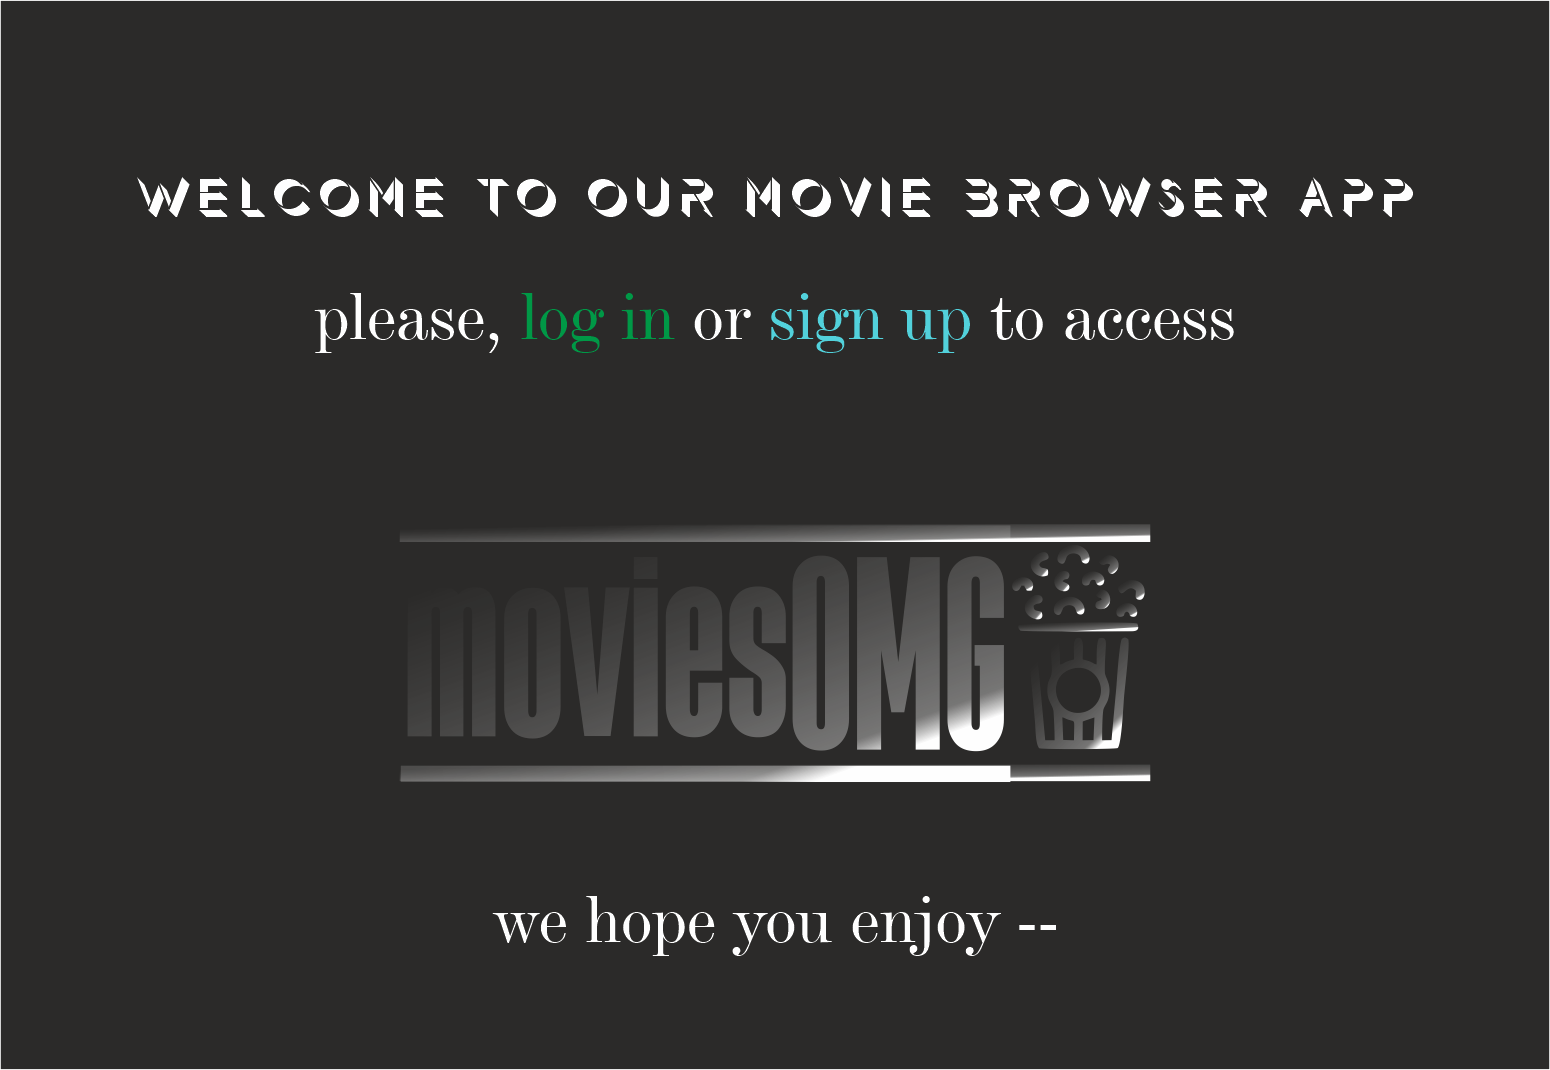 WELCOME TO OUR MOVIE BROWSER APP
please, log in or sign up to access
moviesOMG
we hope you enjoy --